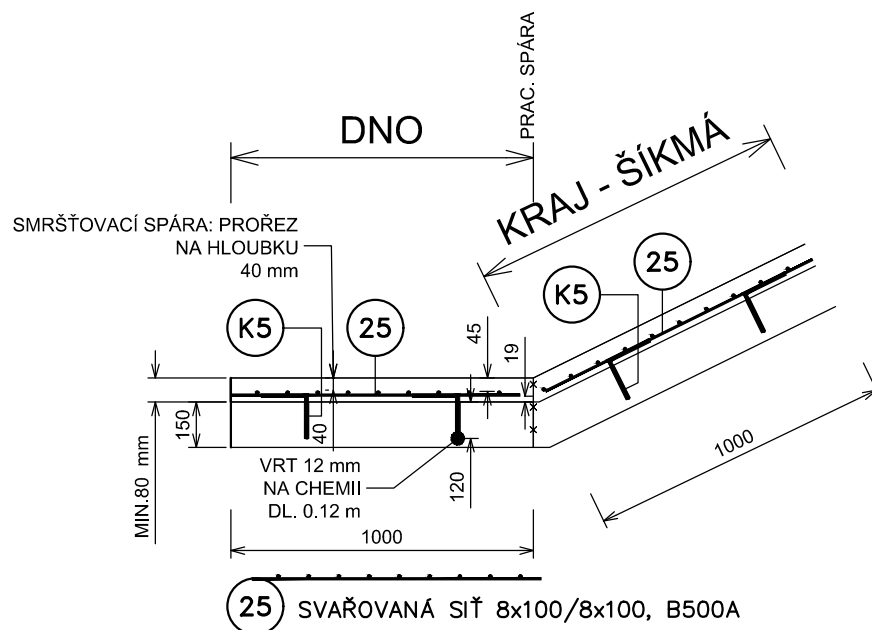 PRAC. SPÁRA
DNO
KRAJ - ŠÍKMÁ
SMRŠŤOVACÍ SPÁRA: PROŘEZ
NA HLOUBKU
40 mm
K5
25
45
19
K5
25
MIN.80 mm
150
40
VRT 12 mm
NA CHEMII
DL. 0.12 m
120
1000
1000
25 SVAŘOVANÁ SIŤ 8x100/8x100, B500A